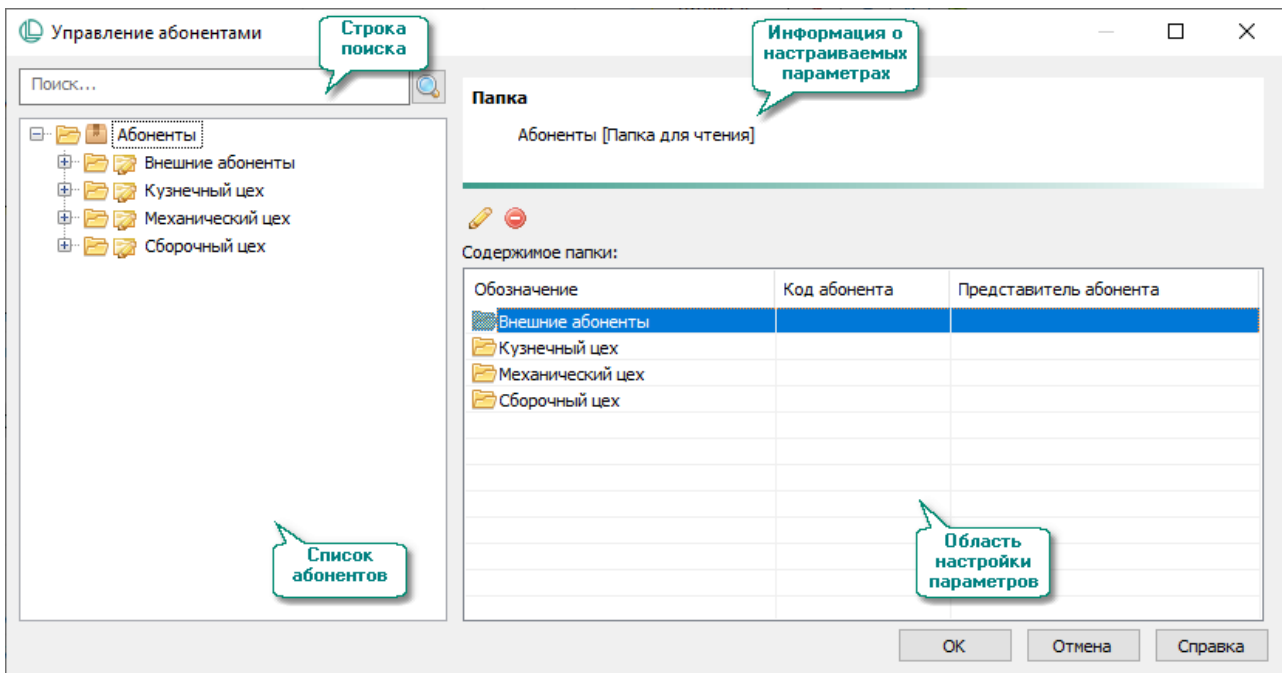 Управление абонентами
Строка
поиска
Информация о
настраиваемых
параметрах
Поиск...
Абоненты
Внешние абоненты
Кузнечный цех
Механический цех
Сборочный цех
Список
абонентов
Папка
Абоненты [Папка для чтения]
Содержимое папки:
Обозначение Код абонента Представитель абонента
Внешние абоненты
Кузнечный цех
Механический цех
Сборочный цех
Область
настройки
параметров
OK Отмена Справка